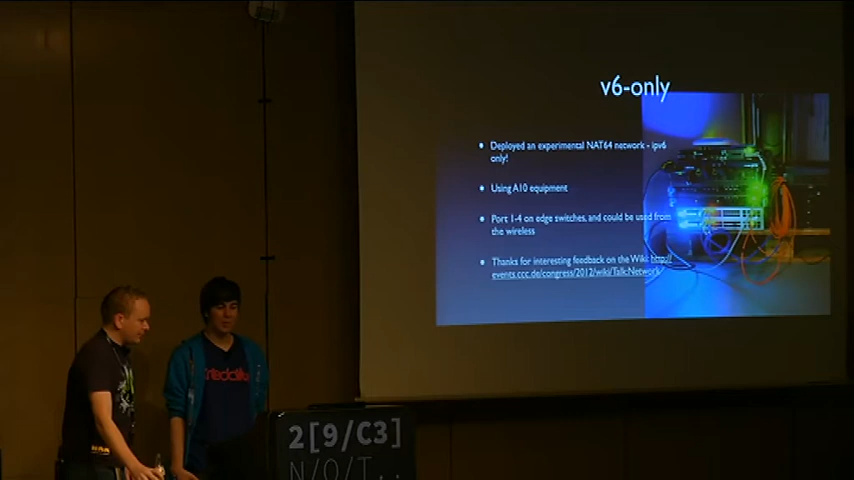 v6-only
• Deployed an experimental NAT64 network - ipv6
only!
• Using A10 equipment
• Port 1-4 on edge switches, and could be used from
the wireless
• Thanks for interesting feedback on the Wiki: http://
events.ccc.de/congress/2012/wiki/Talk:Network
2[9/C3]
N/O/T..